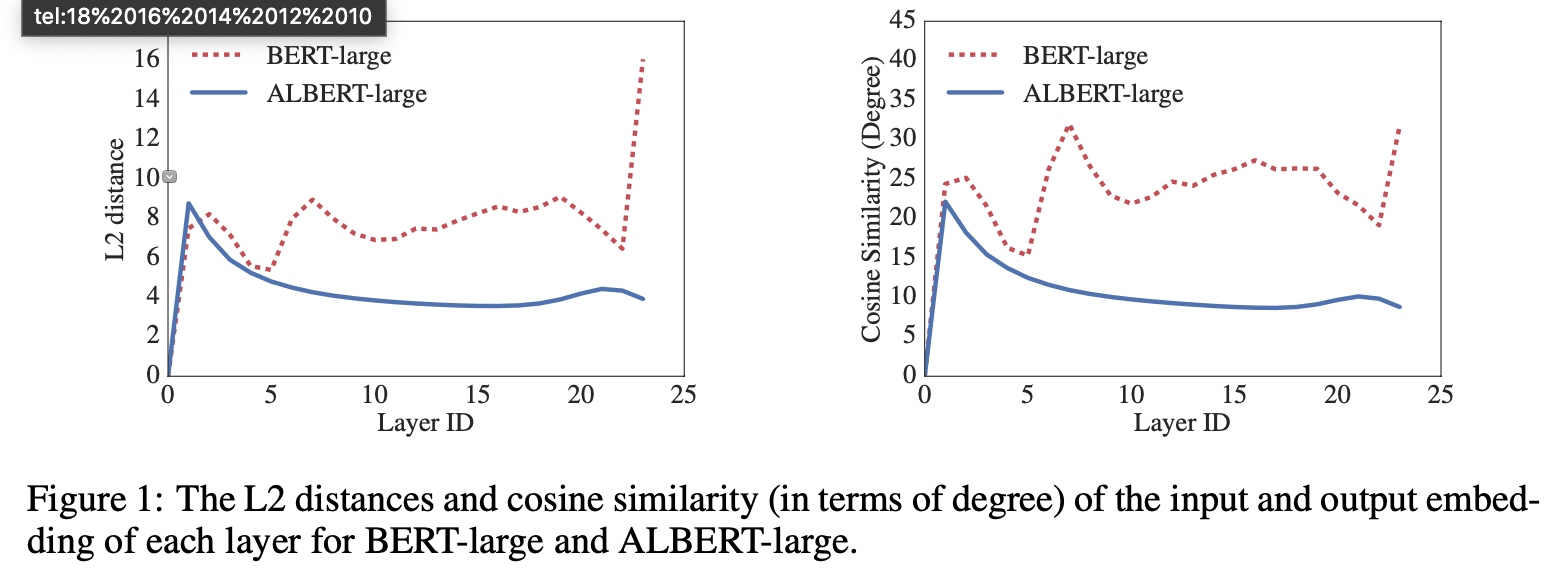 tel:18%2016%2014%2012%2010
16
14
12
10
8
6
4
2
0
L2 distance
BERT-large
ALBERT-large
0 5 10 15 20 25
Layer ID
45
40
35
30
25
20
15
10
5
0
Cosine Similarity (Degree)
BERT-large
ALBERT-large
0 5 10 15 20 25
Layer ID
Figure 1: The L2 distances and cosine similarity (in terms of degree) of the input and output embed-
ding of each layer for BERT-large and ALBERT-large.